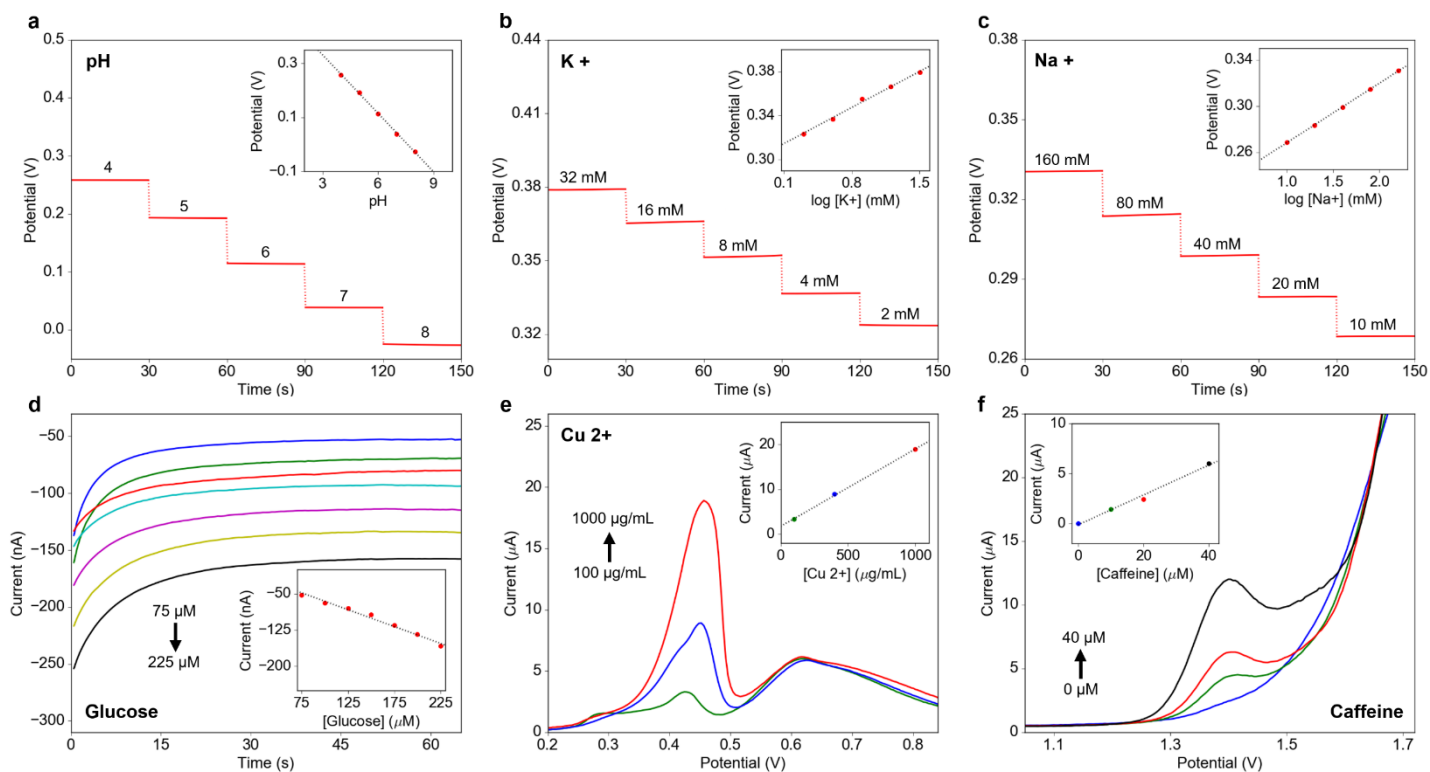 a
pH
0.5
0.4
0.3
0.2
0.1
0.0
Potential (V)
4
5
6
7
8
0
30
60
90
120
150
Time (s)
0.3
0.1
−0.1
Potential (V)
3
6
9
pH
b
K +
0.44
0.41
0.38
0.35
0.32
Potential (V)
32 mM
16 mM
8 mM
4 mM
2 mM
0
30
60
90
120
150
Time (s)
0.38
0.34
0.30
Potential (V)
0.1
0.8
1.5
log [K+] (mM)
c
Na +
0.38
0.35
0.32
0.29
0.26
Potential (V)
160 mM
80 mM
40 mM
20 mM
10 mM
0
30
60
90
120
150
Time (s)
0.34
0.30
0.26
Potential (V)
1.0
1.6
2.2
log [Na+] (mM)
d
−50
−100
−150
−200
−250
−300
Current (nA)
75 µM
225 µM
Glucose
0
15
30
45
60
Time (s)
−50
−125
−200
Current (nA)
75
125
175
225
[Glucose] (µM)
e
Cu 2+
25
20
15
10
5
0
Current (µA)
1000 µg/mL
100 µg/mL
0.2
0.3
0.4
0.5
0.6
0.7
0.8
Potential (V)
20
10
0
Current (µA)
0
500
1000
[Cu 2+] (µg/mL)
f
25
20
15
10
5
0
Current (µA)
40 µM
0 µM
Caffeine
1.1
1.3
1.5
1.7
Potential (V)
10
5
0
Current (µA)
0
20
40
[Caffeine] (µM)